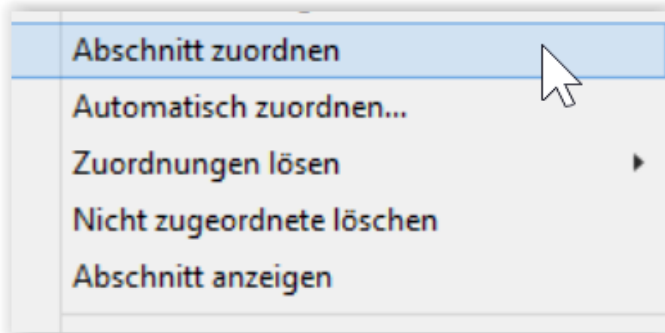 Abschnitt zuordnen
Automatisch zuordnen...
Zuordnungen lösen
Nicht zugeordnete löschen
Abschnitt anzeigen